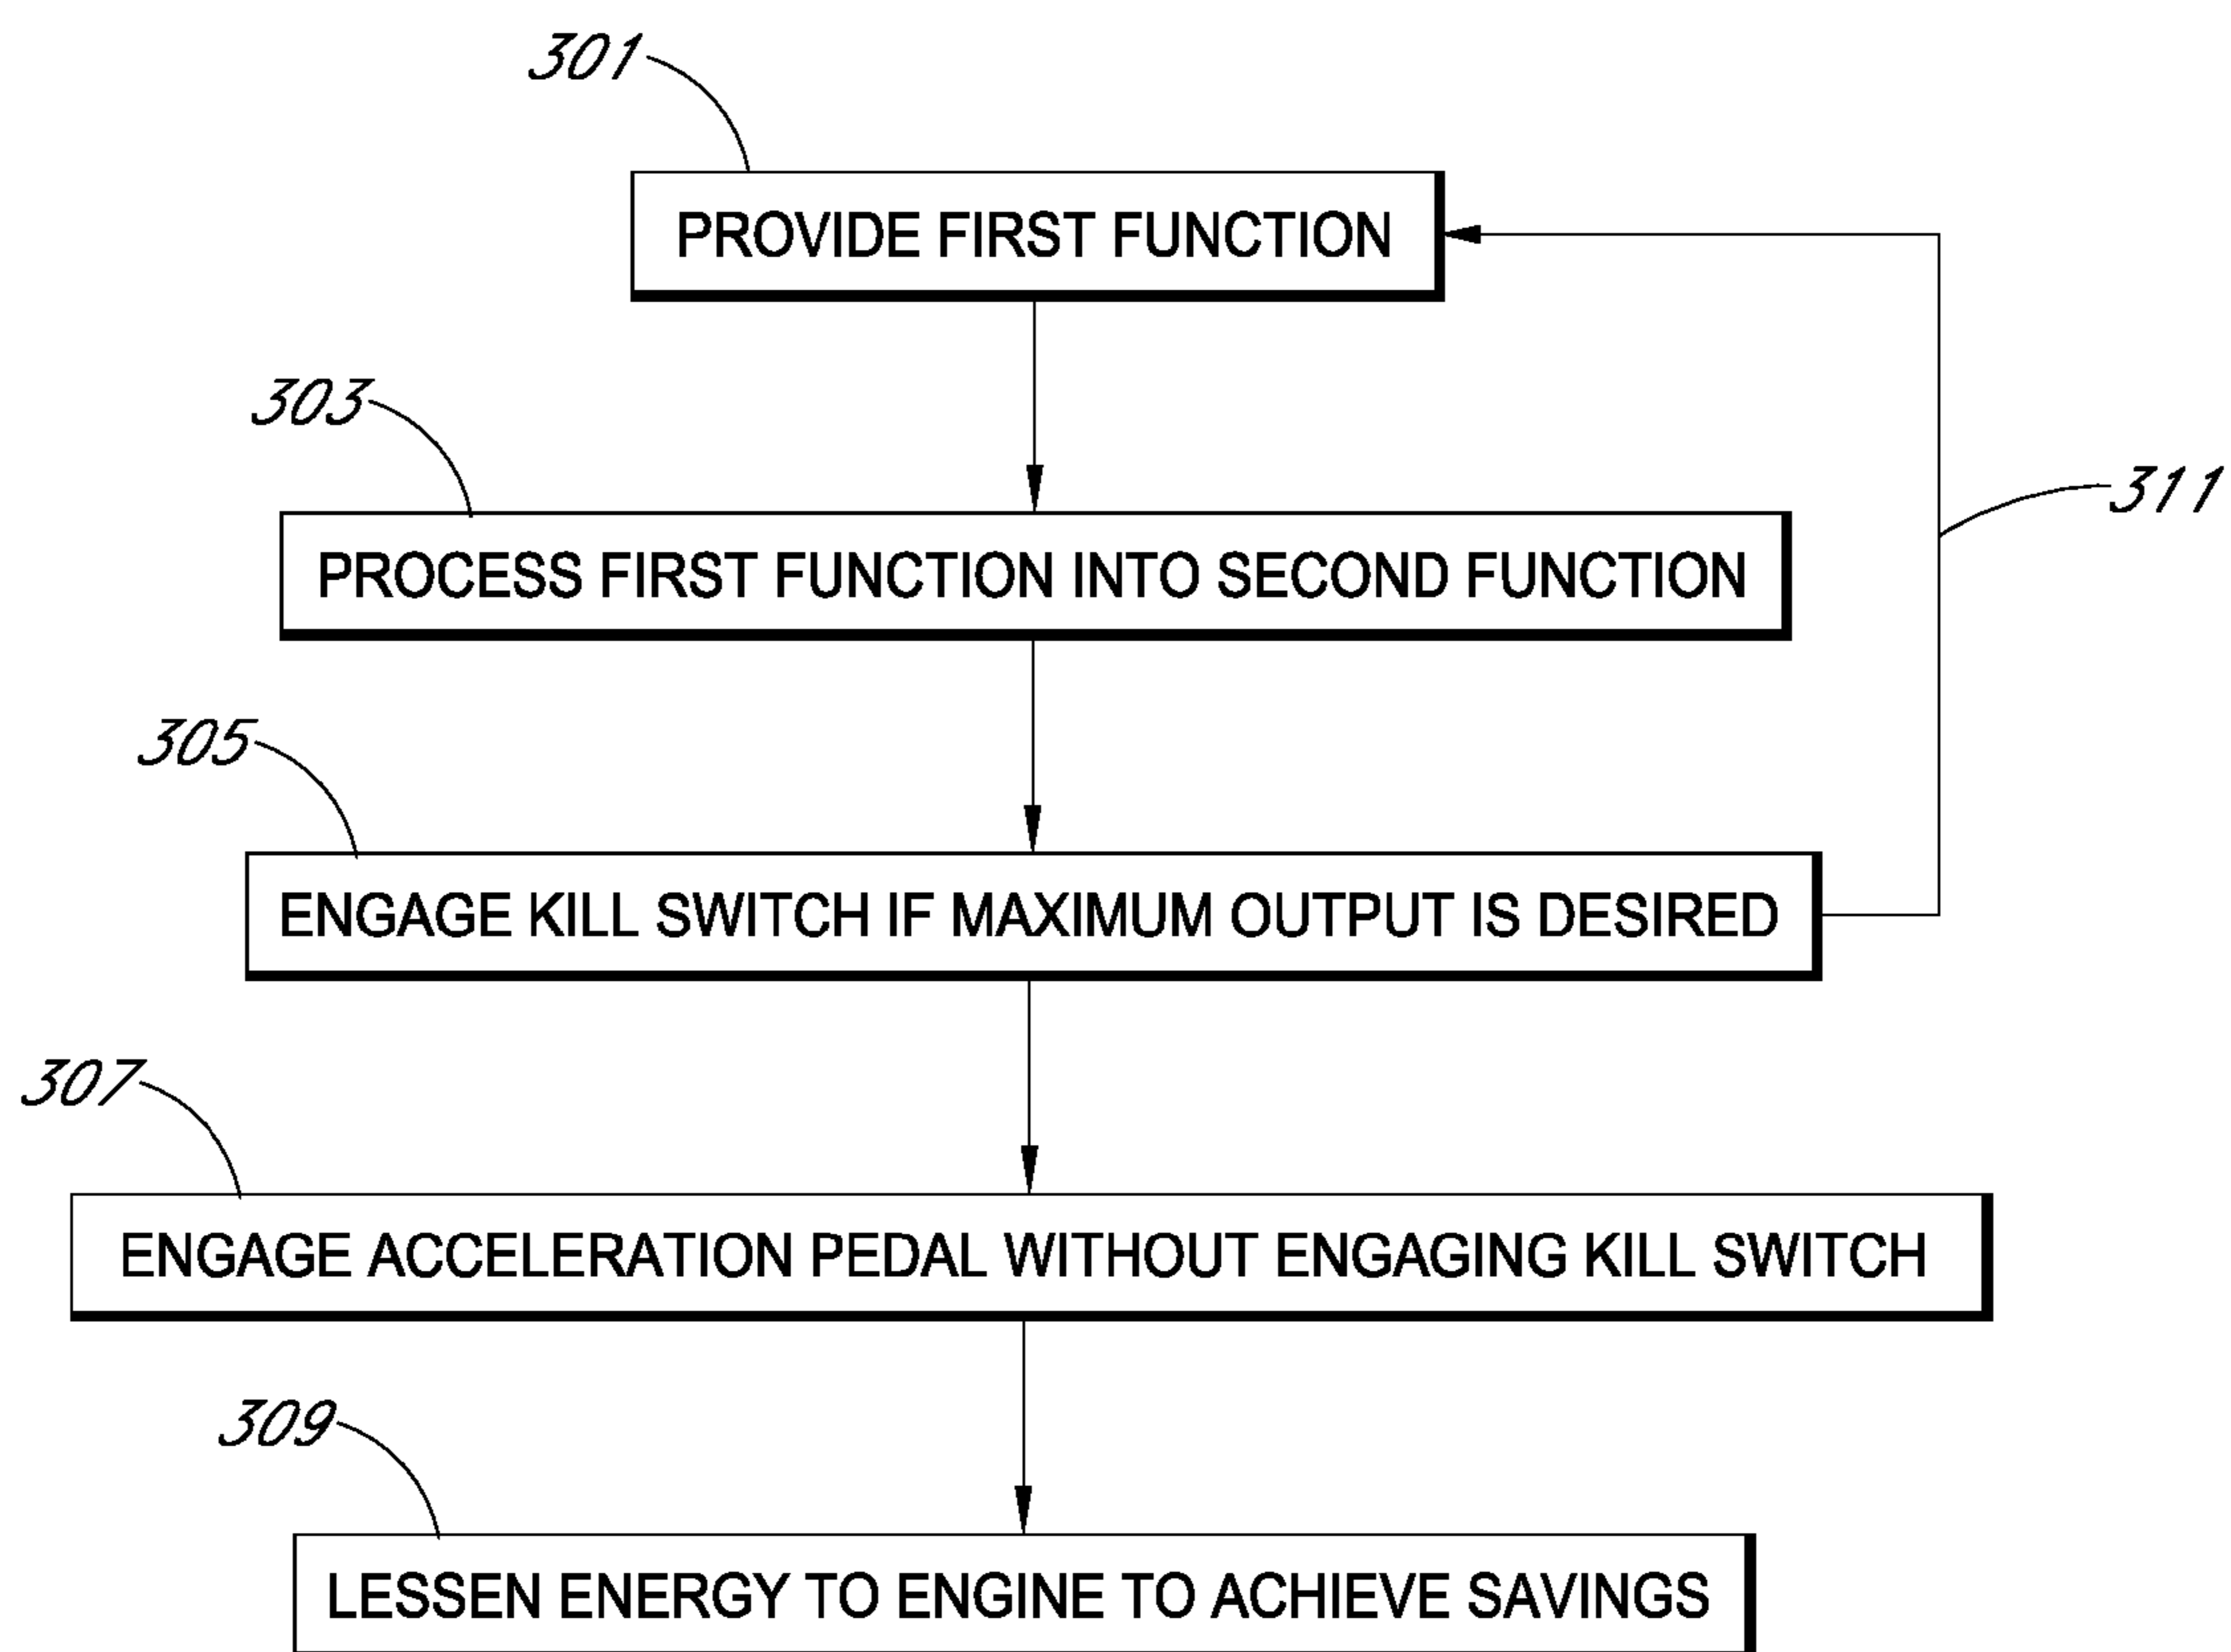 301
PROVIDE FIRST FUNCTION
303
PROCESS FIRST FUNCTION INTO SECOND FUNCTION
311
305
ENGAGE KILL SWITCH IF MAXIMUM OUTPUT IS DESIRED
307
ENGAGE ACCELERATION PEDAL WITHOUT ENGAGING KILL SWITCH
309
LESSEN ENERGY TO ENGINE TO ACHIEVE SAVINGS